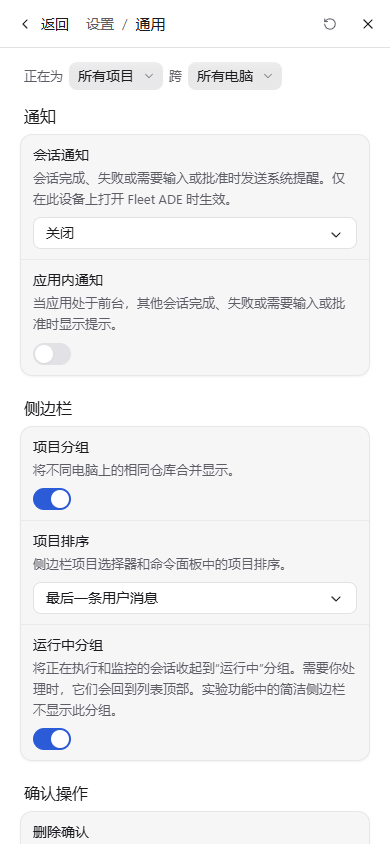 返回 设置 / 通用
正在为 所有项目 跨 所有电脑
通知
会话通知
会话完成、失败或需要输入或批准时发送系统提醒。仅
在此设备上打开 Fleet ADE 时生效。
关闭
应用内通知
当应用处于前台，其他会话完成、失败或需要输入或批
准时显示提示。
侧边栏
项目分组
将不同电脑上的相同仓库合并显示。
项目排序
侧边栏项目选择器和命令面板中的项目排序。
最后一条用户消息
运行中分组
将正在执行和监控的会话收起到“运行中”分组。需要你处
理时，它们会回到列表顶部。实验功能中的简洁侧边栏
不显示此分组。
确认操作
删除确认